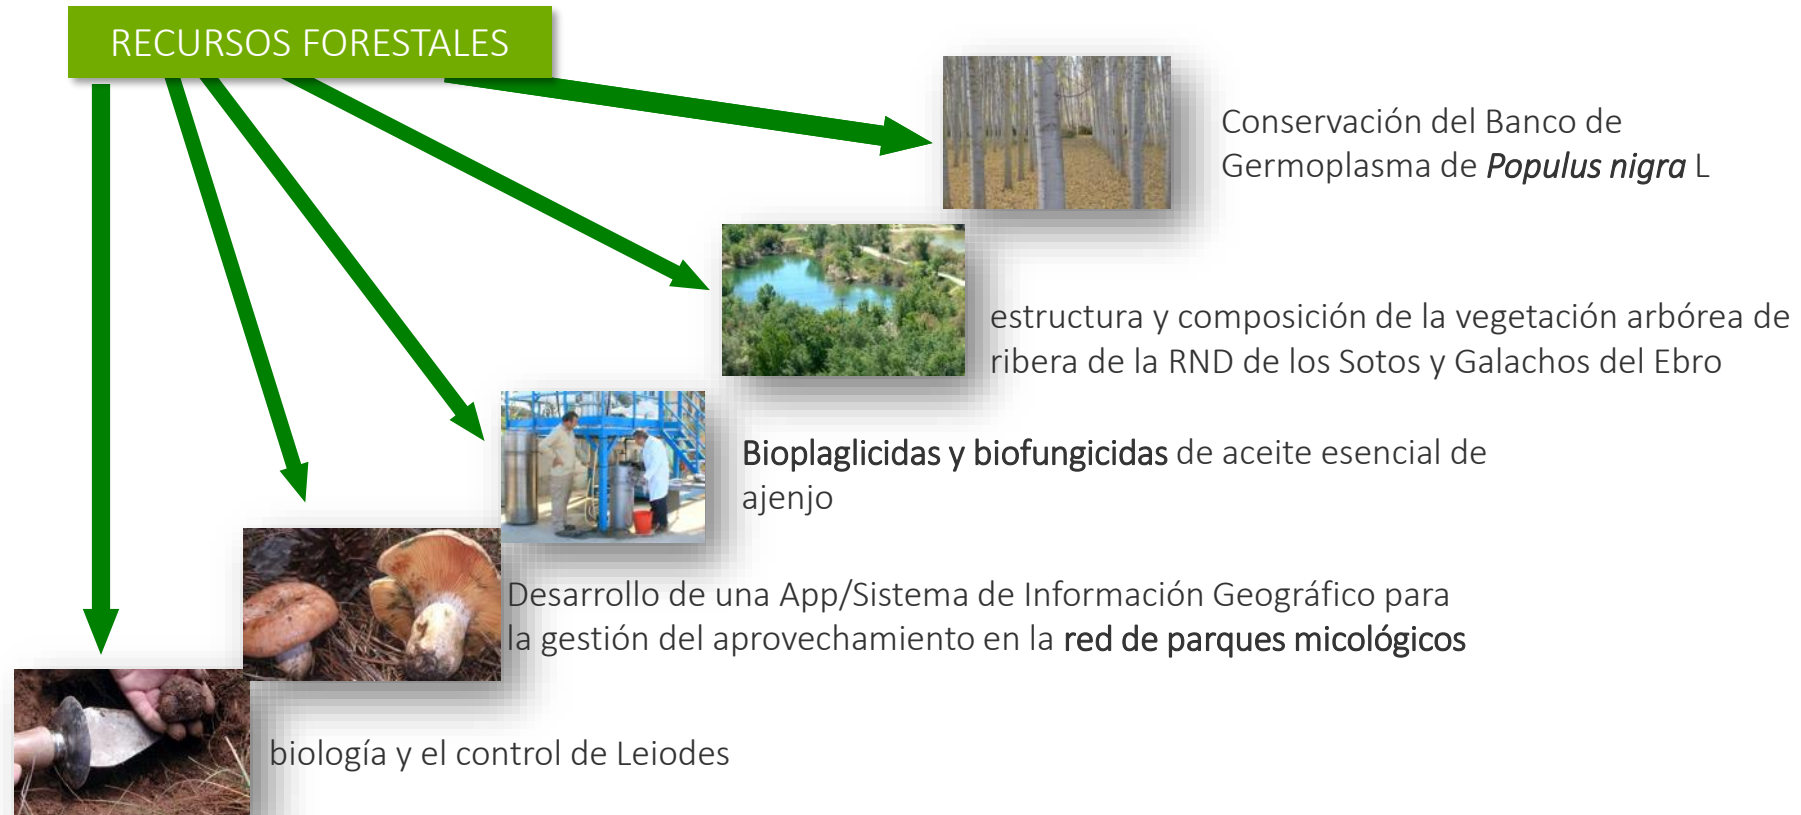 RECURSOS FORESTALES
Conservación del Banco de
Germoplasma de Populus nigra L
estructura y composición de la vegetación arbórea de
ribera de la RND de los Sotos y Galachos del Ebro
Bioplaglicidas y biofungicidas de aceite esencial de
ajenjo
Desarrollo de una App/Sistema de Información Geográfico para
la gestión del aprovechamiento en la red de parques micológicos
biología y el control de Leiodes